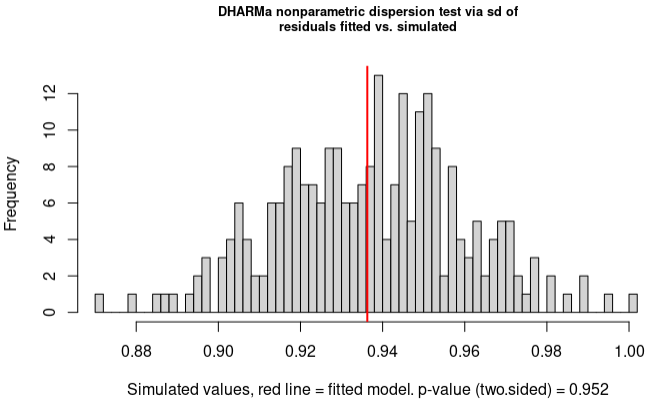 DHARMa nonparametric dispersion test via sd of
residuals fitted vs. simulated
Frequency
12
10
8
6
4
2
0
0.88 0.90 0.92 0.94 0.96 0.98 1.00
Simulated values, red line = fitted model. p-value (two.sided) = 0.952